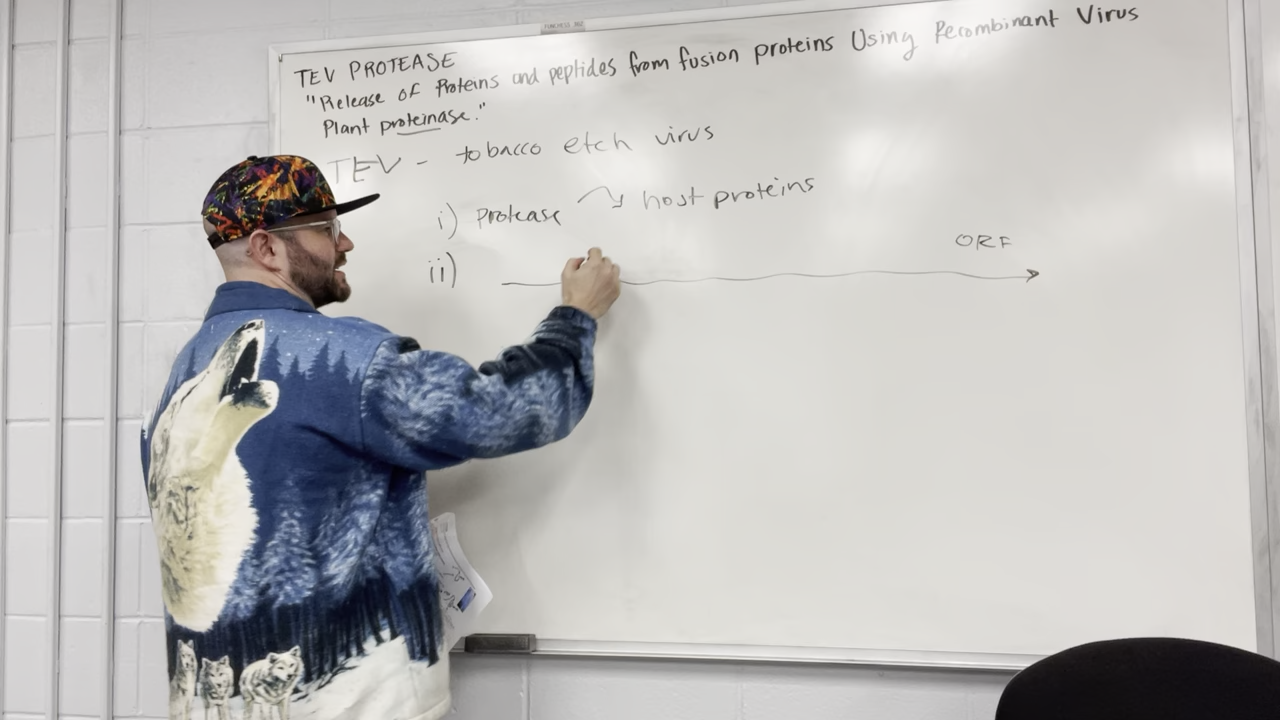 TEV PROTEASE
"Release of Proteins and peptides from fusion proteins Using Recombinant Virus
Plant proteinase."
TEV - tobacco etch virus
i) Protease → host proteins
ii)
ORF